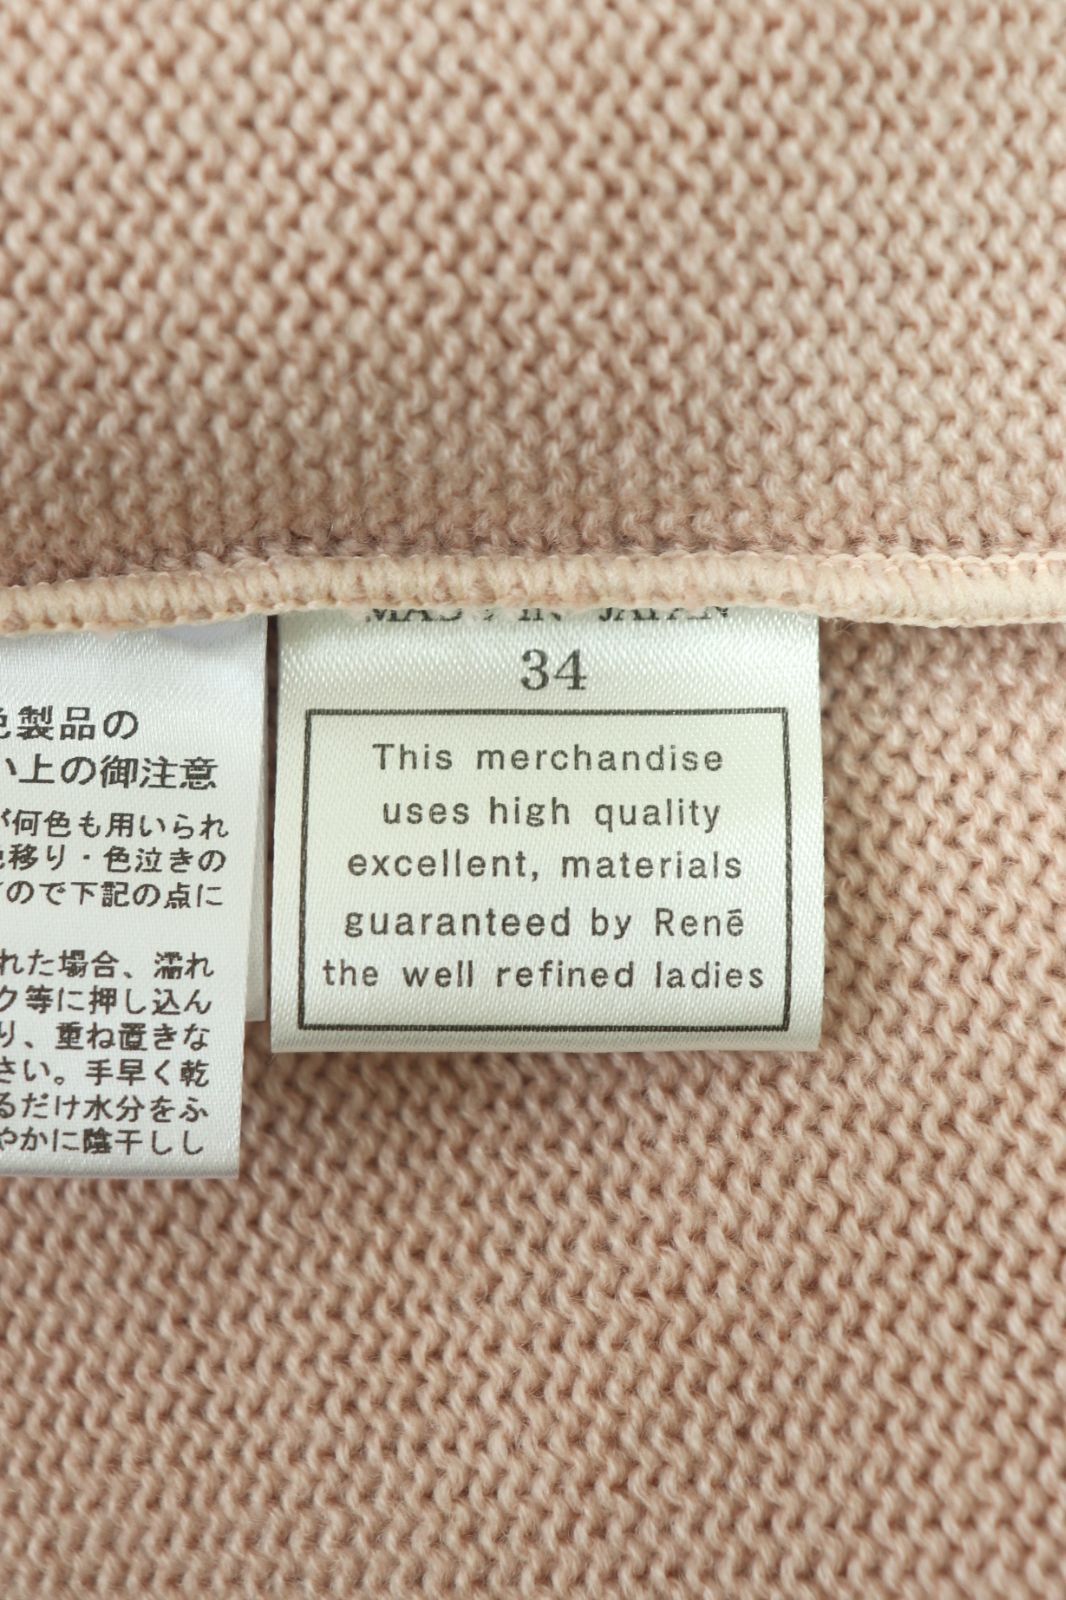 色製品の
い上の御注意
が何色も用いられ
色移り・色泣きの
ので下記の点に
れた場合、濡れ
ク等に押し込ん
り、重ね置きな
さい。手早く乾
るだけ水分をふ
やかに陰干しし
MADE IN JAPAN
34
This merchandise
uses high quality
excellent, materials
guaranteed by Renē
the well refined ladies